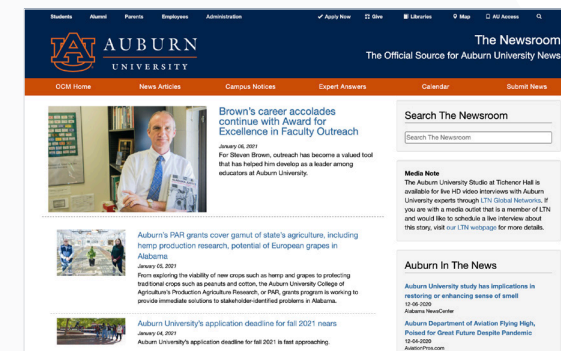 Students Alumni Parents Employees Administration Apply Now Give Libraries Map AU Access
AUBURN
UNIVERSITY
The Newsroom
The Official Source for Auburn University News
OCM Home News Articles Campus Notices Expert Answers Calendar Submit News
Brown's career accolades
continue with Award for
Excellence in Faculty Outreach
January 06, 2021
For Steven Brown, outreach has become a valued tool
that has helped him develop as a leader among
educators at Auburn University.
Search The Newsroom
Search The Newsroom
Media Note
The Auburn University Studio at Tichenor Hall is
available for live HD video interviews with Auburn
University experts through LTN Global Networks. If
you are with a media outlet that is a member of LTN
and would like to schedule a live interview about
this story, visit our LTN webpage for more details.
Auburn's PAR grants cover gamut of state's agriculture, including
hemp production research, potential of European grapes in
Alabama
January 05, 2021
From exploring the viability of new crops such as hemp and grapes to protecting
traditional crops such as peanuts and cotton, the Auburn University College of
Agriculture's Production Agriculture Research, or PAR, grants program is working to
provide immediate solutions to stakeholder-identified problems in Alabama.
Auburn University's application deadline for fall 2021 nears
January 04, 2021
Auburn University's application deadline for fall 2021 is fast approaching.
Auburn In The News
Auburn University study has implications in
restoring or enhancing sense of smell
12-06-2020
Alabama NewsCenter
Auburn Department of Aviation Flying High,
Poised for Great Future Despite Pandemic
12-04-2020
AviationPros.com